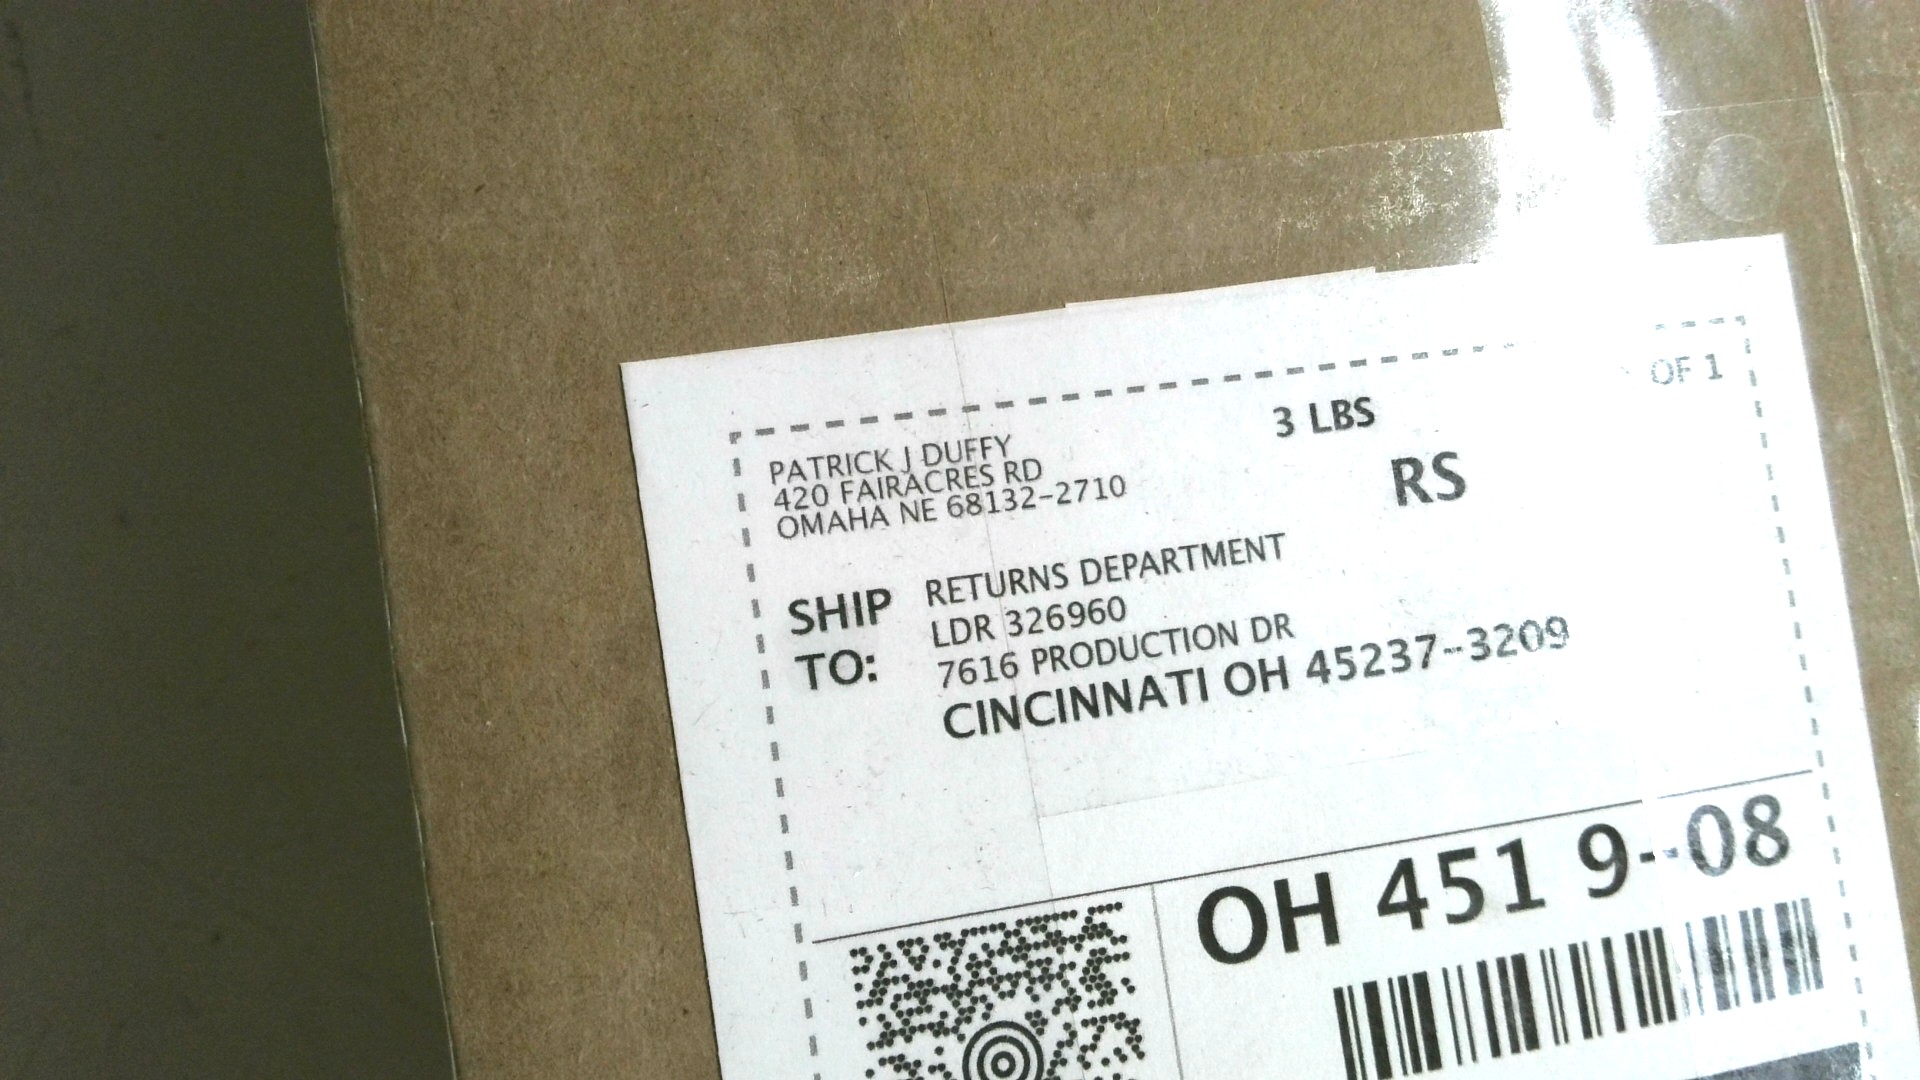 OF 1
3 LBS
RS
PATRICK J DUFFY
420 FAIRACRES RD
OMAHA NE 68132-2710
SHIP TO:
RETURNS DEPARTMENT
LDR 326960
7616 PRODUCTION DR
CINCINNATI OH 45237-3209
OH 451 9-08